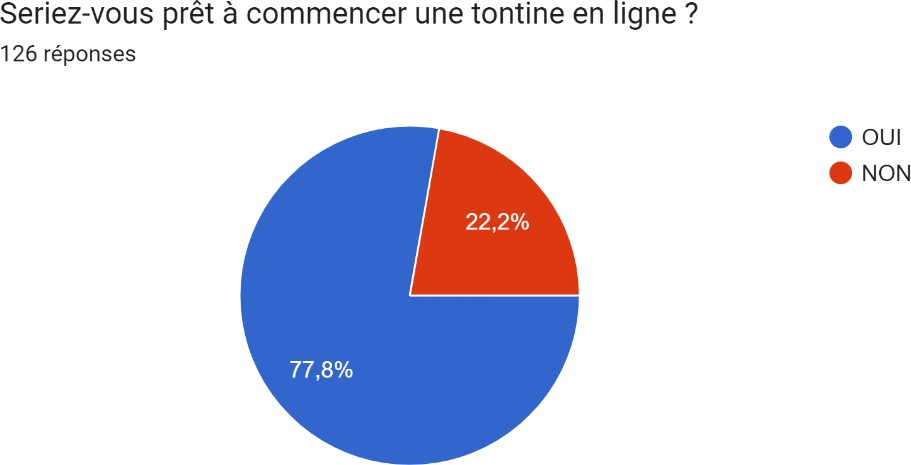 Seriez-vous prêt à commencer une tontine en ligne ?
126 réponses
OUI
NON
22,2%
77,8%